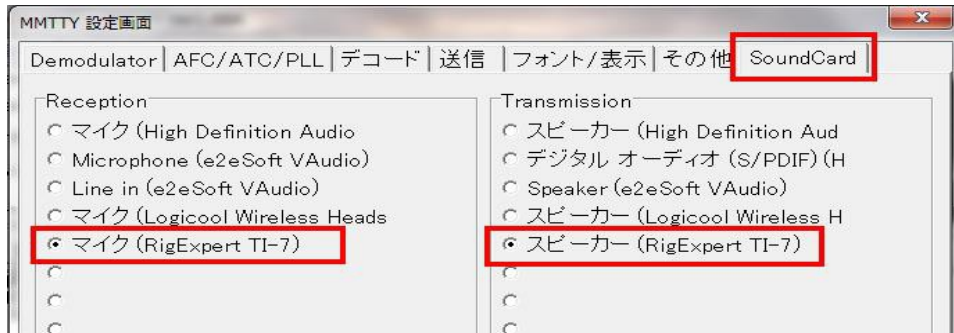 MMTTY 設定画面
Demodulator AFC/ATC/PLL デコード 送信 フォント/表示 その他 SoundCard
Reception
マイク (High Definition Audio
Microphone (e2eSoft VAudio)
Line in (e2eSoft VAudio)
マイク (Logicool Wireless Heads
マイク (RigExpert TI-7)
Transmission
スピーカー (High Definition Aud
デジタル オーディオ (S/PDIF) (H
Speaker (e2eSoft VAudio)
スピーカー (Logicool Wireless H
スピーカー (RigExpert TI-7)